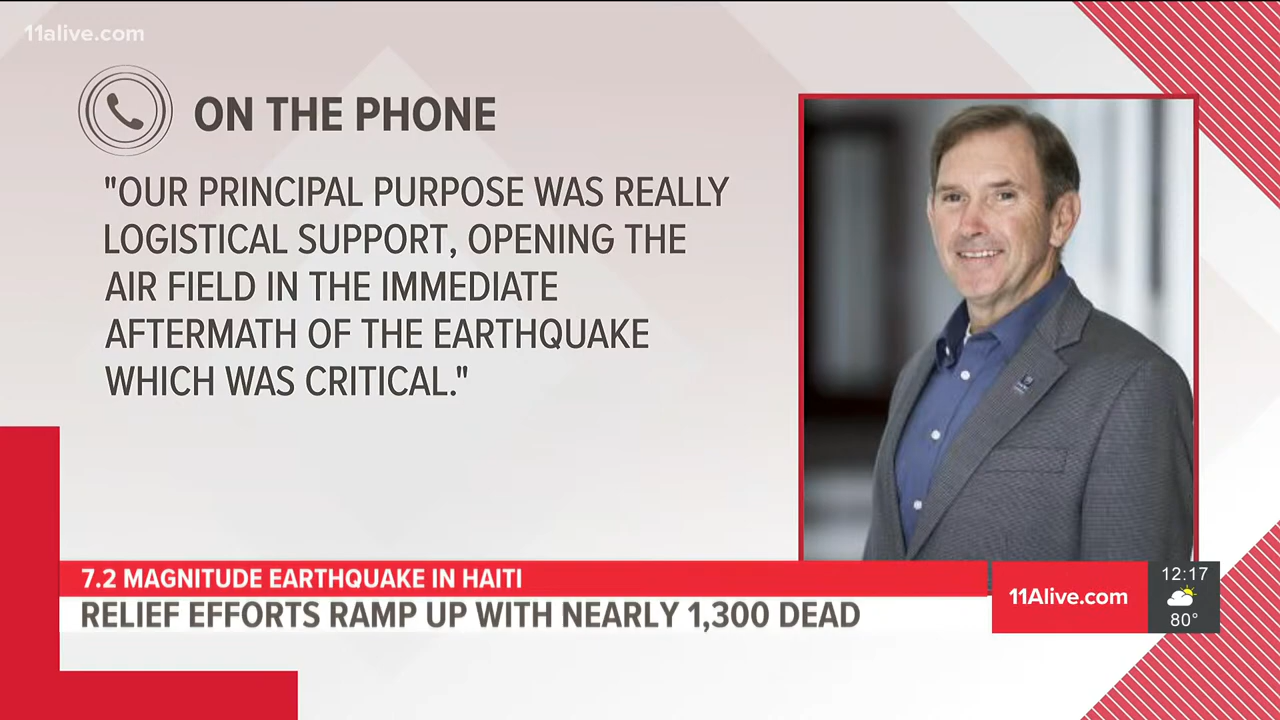 11alive.com
ON THE PHONE
"OUR PRINCIPAL PURPOSE WAS REALLY
LOGISTICAL SUPPORT, OPENING THE
AIR FIELD IN THE IMMEDIATE
AFTERMATH OF THE EARTHQUAKE
WHICH WAS CRITICAL."
7.2 MAGNITUDE EARTHQUAKE IN HAITI
RELIEF EFFORTS RAMP UP WITH NEARLY 1,300 DEAD
11Alive.com
12:17
80°